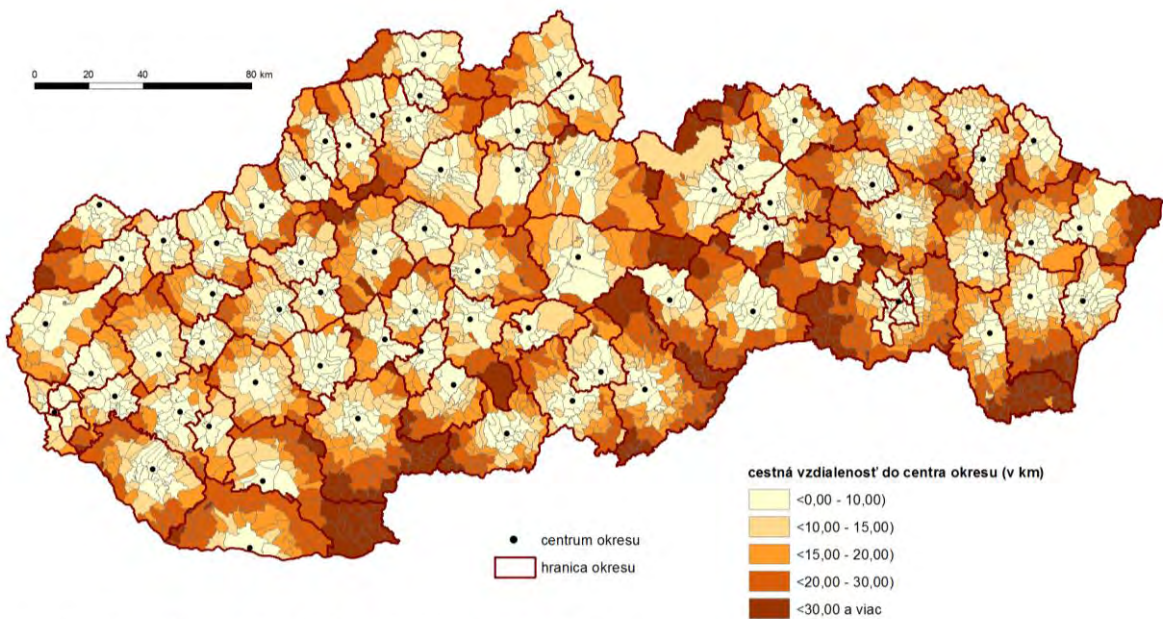 0 20 40 80 km
cestná vzdialenosť do centra okresu (v km)
<0,00 - 10,00)
<10,00 - 15,00)
<15,00 - 20,00)
<20,00 - 30,00)
<30,00 a viac
centrum okresu
hranica okresu